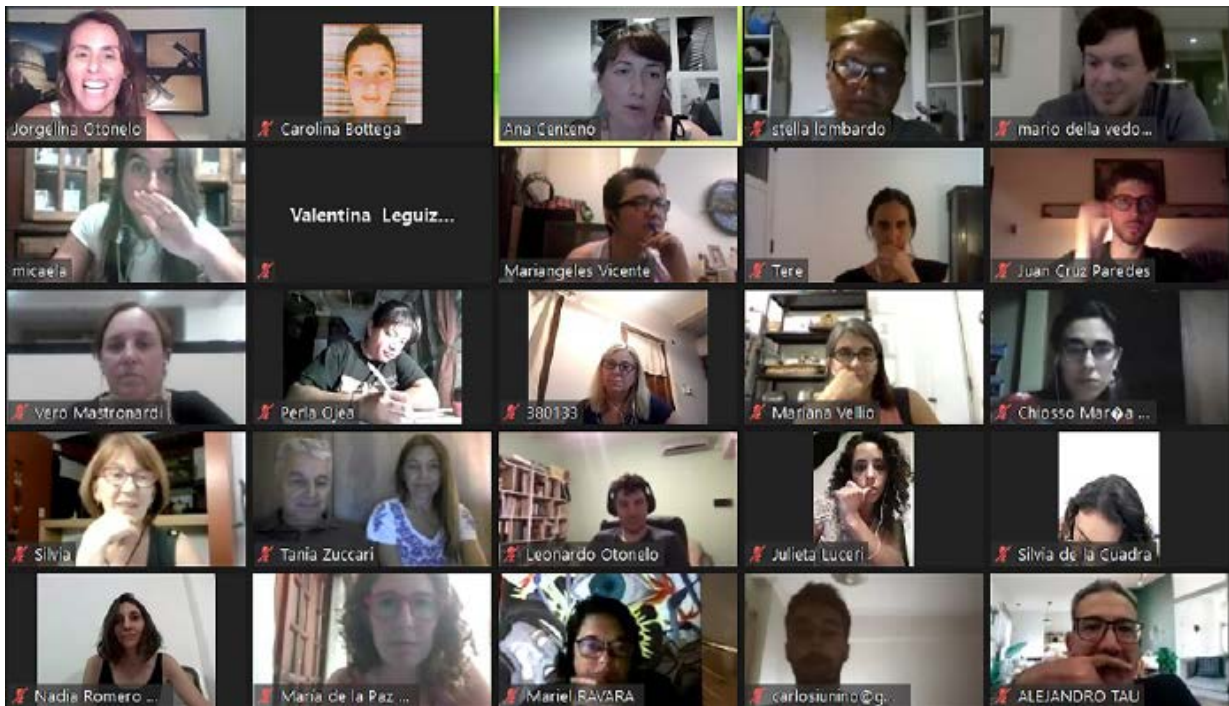 Jorgelina Otonelo
Carolina Bottega
Ana Centeno
stella lombardo
mario della vedo...
micaela
Valentina Leguiz...
Mariangeles Vicente
Tere
Juan Cruz Paredes
Vero Mastronardi
Perla Ojea
380133
Mariana Vellio
Chiosso Mar�a ...
Silvia
Tania Zuccari
Leonardo Otonelo
Julieta Luceri
Silvia de la Cuadra
Nadia Romero ...
María de la Paz ...
Mariel RAVARA
carlosiunino@g...
ALEJANDRO TAU